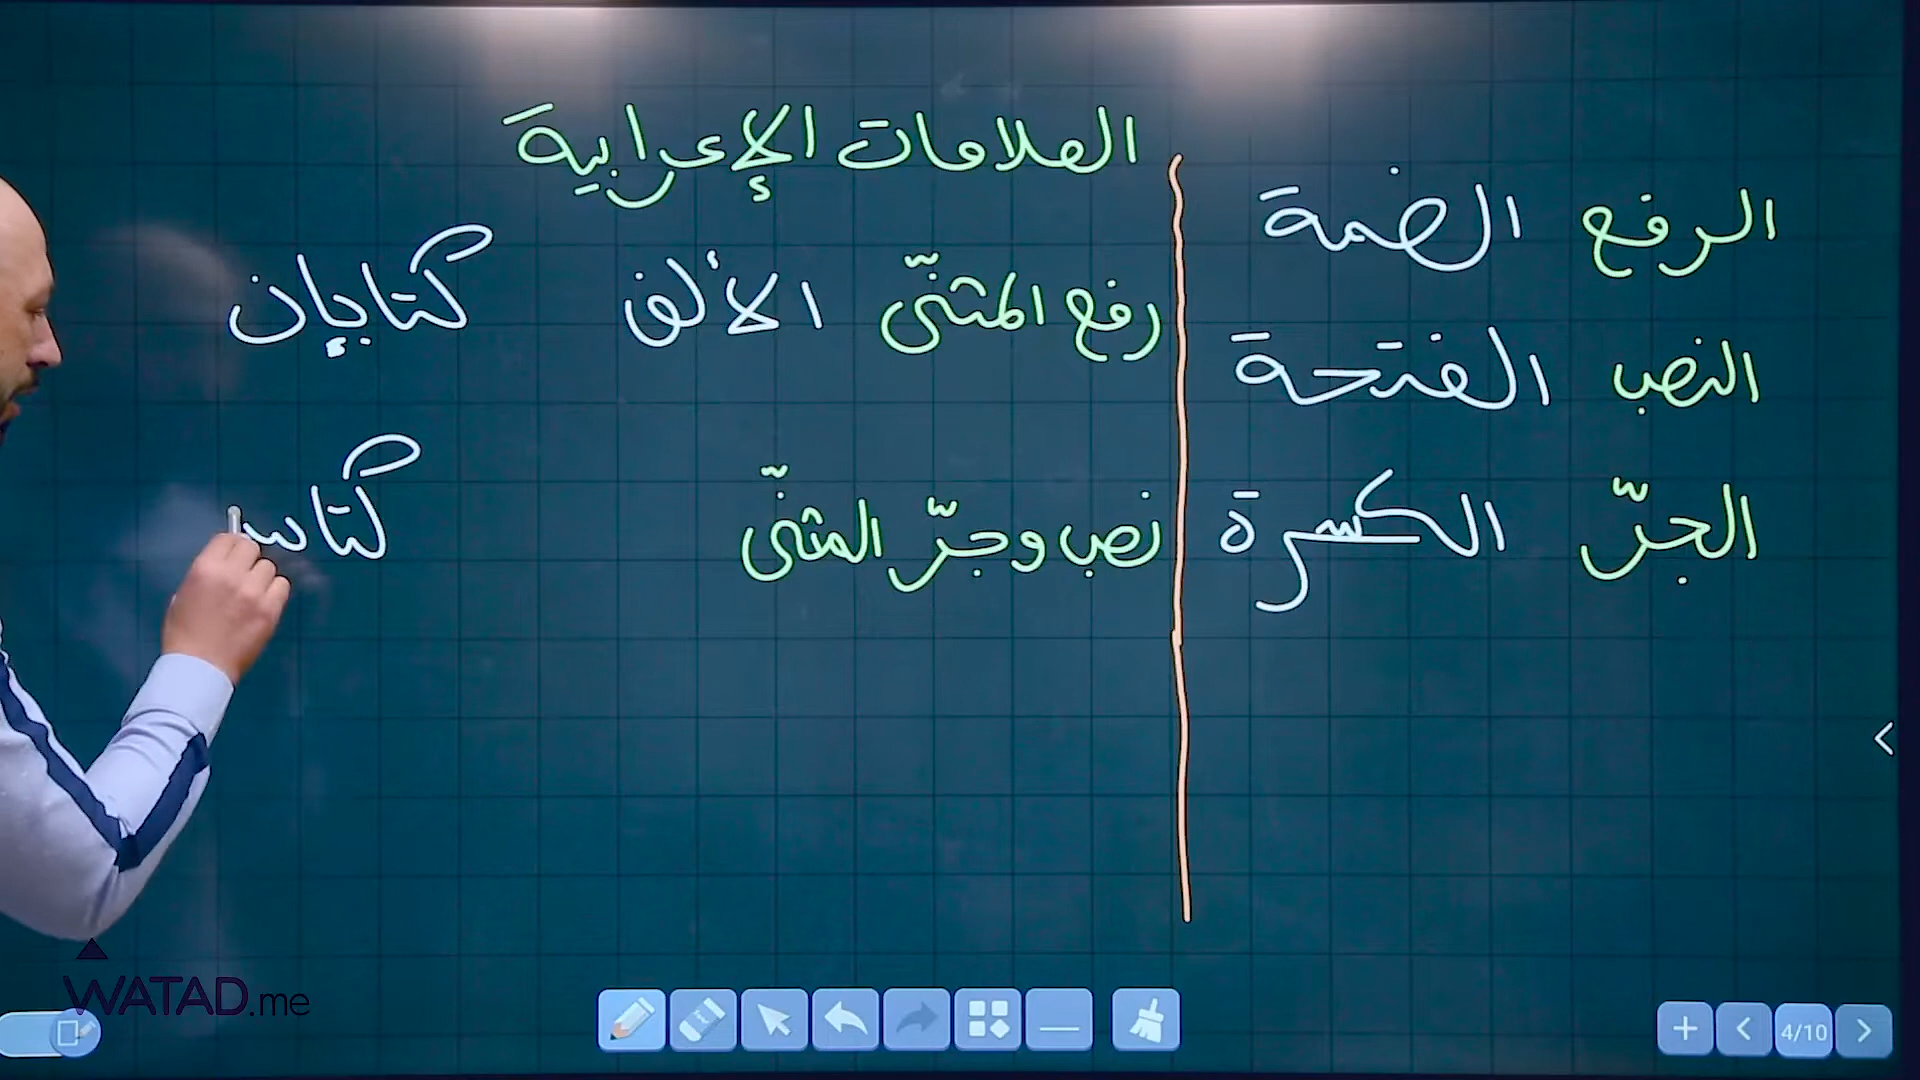 العلامات الإعرابية
الرفع الضمة
النصب الفتحة
الجرّ الكسرة
رفع المثنّى الألف كتابان
نصب وجرّ المثنّى
WATAD.me
4/10